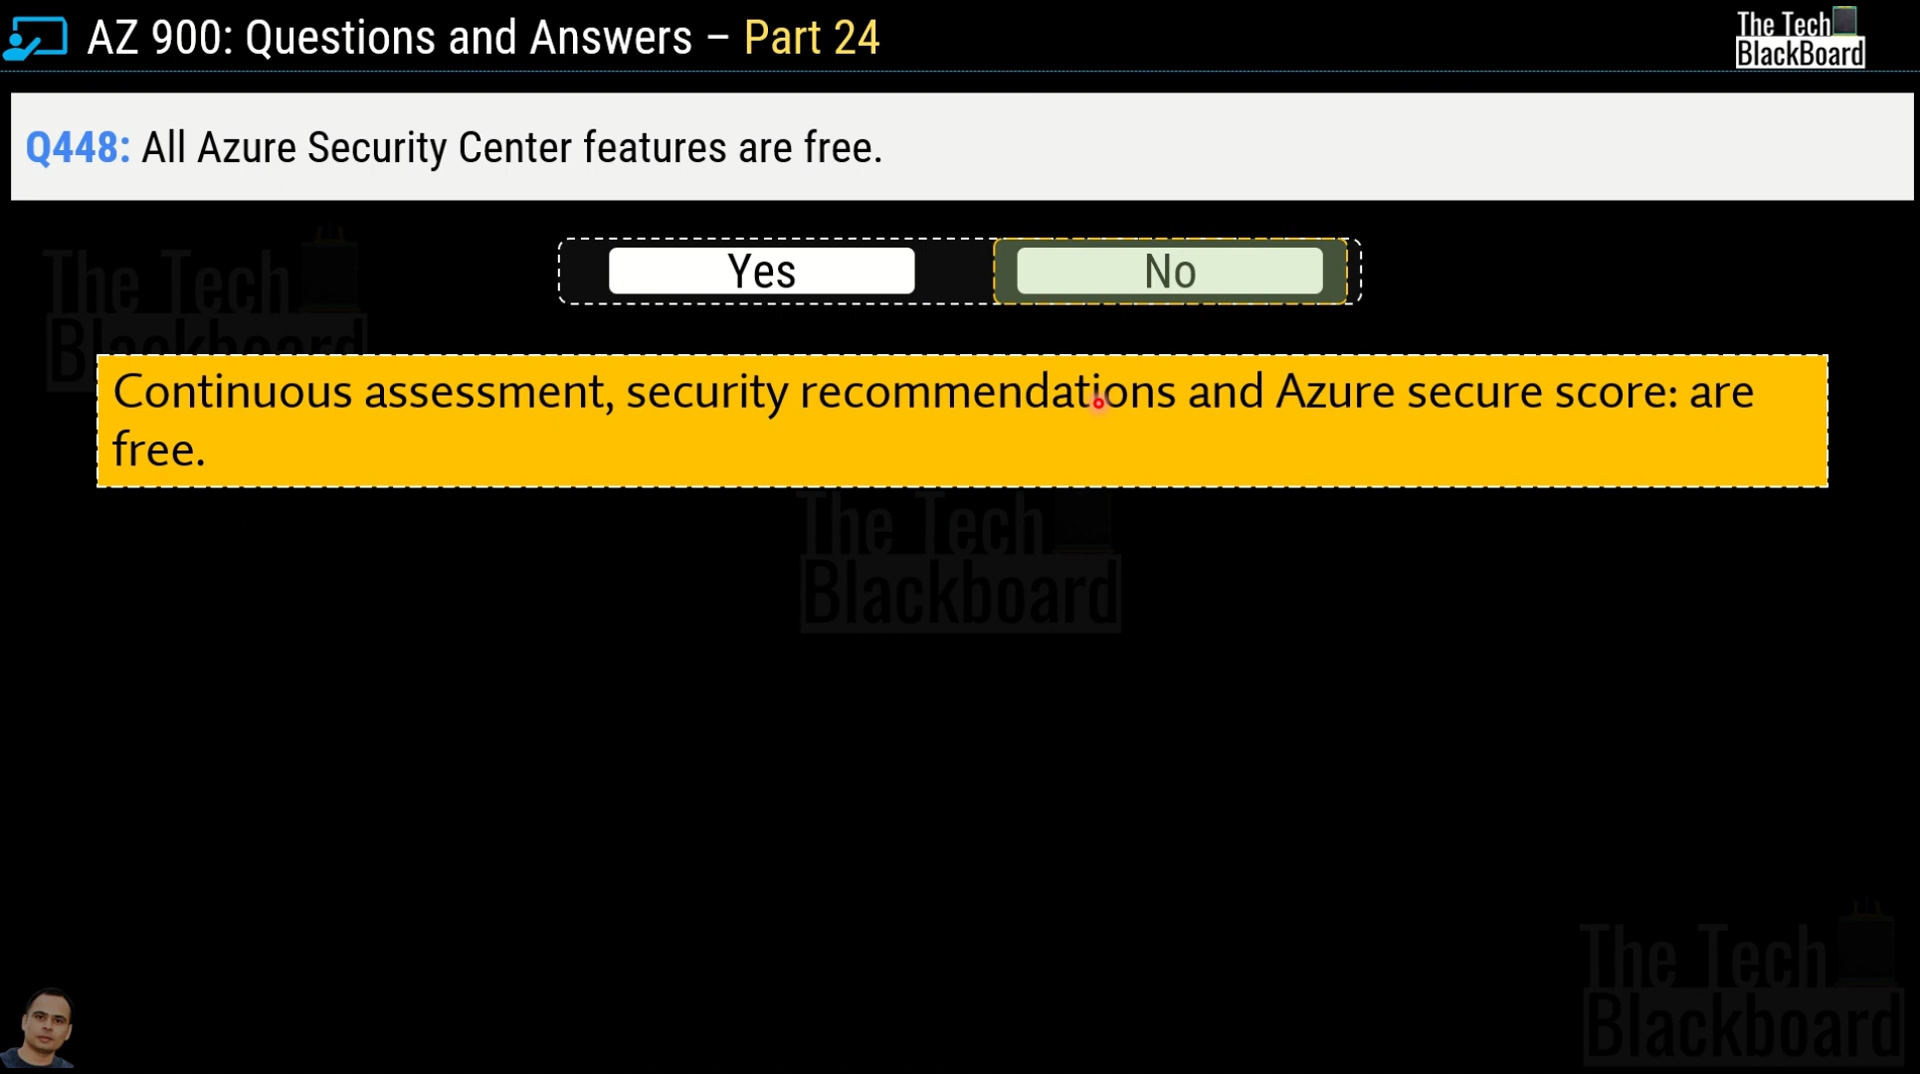 AZ 900: Questions and Answers – Part 24
The Tech
BlackBoard
Q448: All Azure Security Center features are free.
Yes
No
The Tech
Blackboard
Continuous assessment, security recommendations and Azure secure score: are
free.
The Tech
Blackboard
The Tech
Blackboard